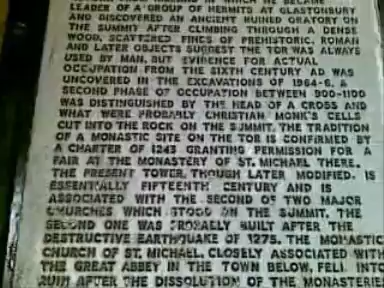 IN WHICH HE BECAME
LEADER OF A GROUP OF HERMITS AT GLASTONBURY
AND DISCOVERED AN ANCIENT RUINED ORATORY ON
THE SUMMIT AFTER CLIMBING THROUGH A DENSE
WOOD. SCATTERED FINDS OF PREHISTORIC, ROMAN
AND LATER OBJECTS SUGGEST THE TOR WAS ALWAYS
USED BY MAN, BUT EVIDENCE FOR ACTUAL
OCCUPATION FROM THE SIXTH CENTURY AD WAS
UNCOVERED IN THE EXCAVATIONS OF 1964-6. A
SECOND PHASE OF OCCUPATION BETWEEN 900-1100
WAS DISTINGUISHED BY THE HEAD OF A CROSS AND
WHAT WERE PROBABLY CHRISTIAN MONK'S CELLS
CUT INTO THE ROCK ON THE SUMMIT. THE TRADITION
OF A MONASTIC SITE ON THE TOR IS CONFIRMED BY
A CHARTER OF 1243 GRANTING PERMISSION FOR A
FAIR AT THE MONASTERY OF ST. MICHAEL THERE.
THE PRESENT TOWER, THOUGH LATER MODIFIED, IS
ESSENTIALLY FIFTEENTH CENTURY AND IS
ASSOCIATED WITH THE SECOND OF TWO MAJOR
CHURCHES WHICH STOOD ON THE SUMMIT. THE
SECOND ONE WAS PROBABLY BUILT AFTER THE
DESTRUCTIVE EARTHQUAKE OF 1275. THE MONASTIC
CHURCH OF ST. MICHAEL, CLOSELY ASSOCIATED WITH
THE GREAT ABBEY IN THE TOWN BELOW, FELL INTO
RUIN AFTER THE DISSOLUTION OF THE MONASTERIES